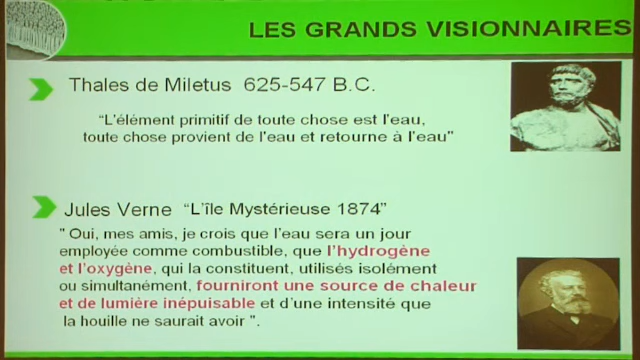 LES GRANDS VISIONNAIRES
Thales de Miletus 625-547 B.C.
"L'élément primitif de toute chose est l'eau,
toute chose provient de l'eau et retourne à l'eau"
Jules Verne "L'île Mystérieuse 1874"
" Oui, mes amis, je crois que l'eau sera un jour
employée comme combustible, que l'hydrogène
et l'oxygène, qui la constituent, utilisés isolément
ou simultanément, fourniront une source de chaleur
et de lumière inépuisable et d'une intensité que
la houille ne saurait avoir ".